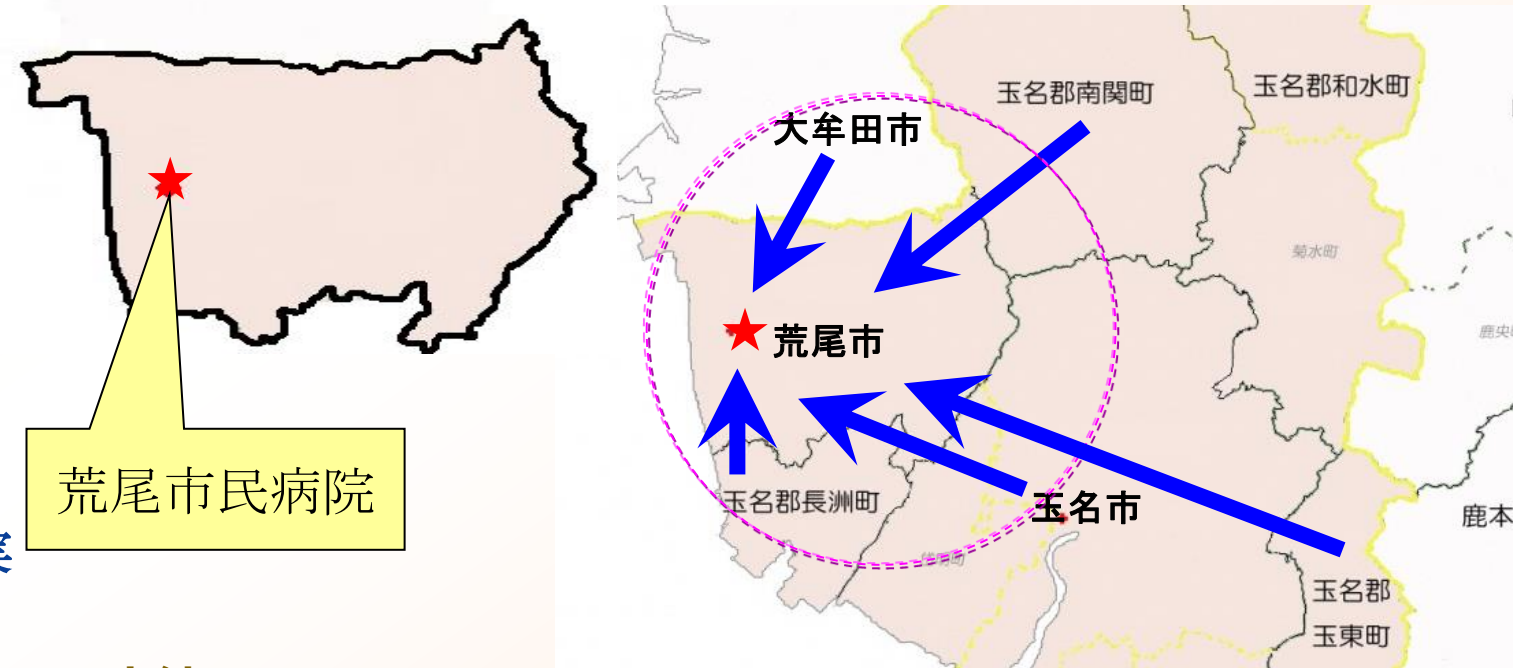 荒尾市民病院
大牟田市
玉名郡南関町
玉名郡和水町
菊水町
荒尾市
玉名郡長洲町
玉名市
鹿本
玉名郡
玉東町